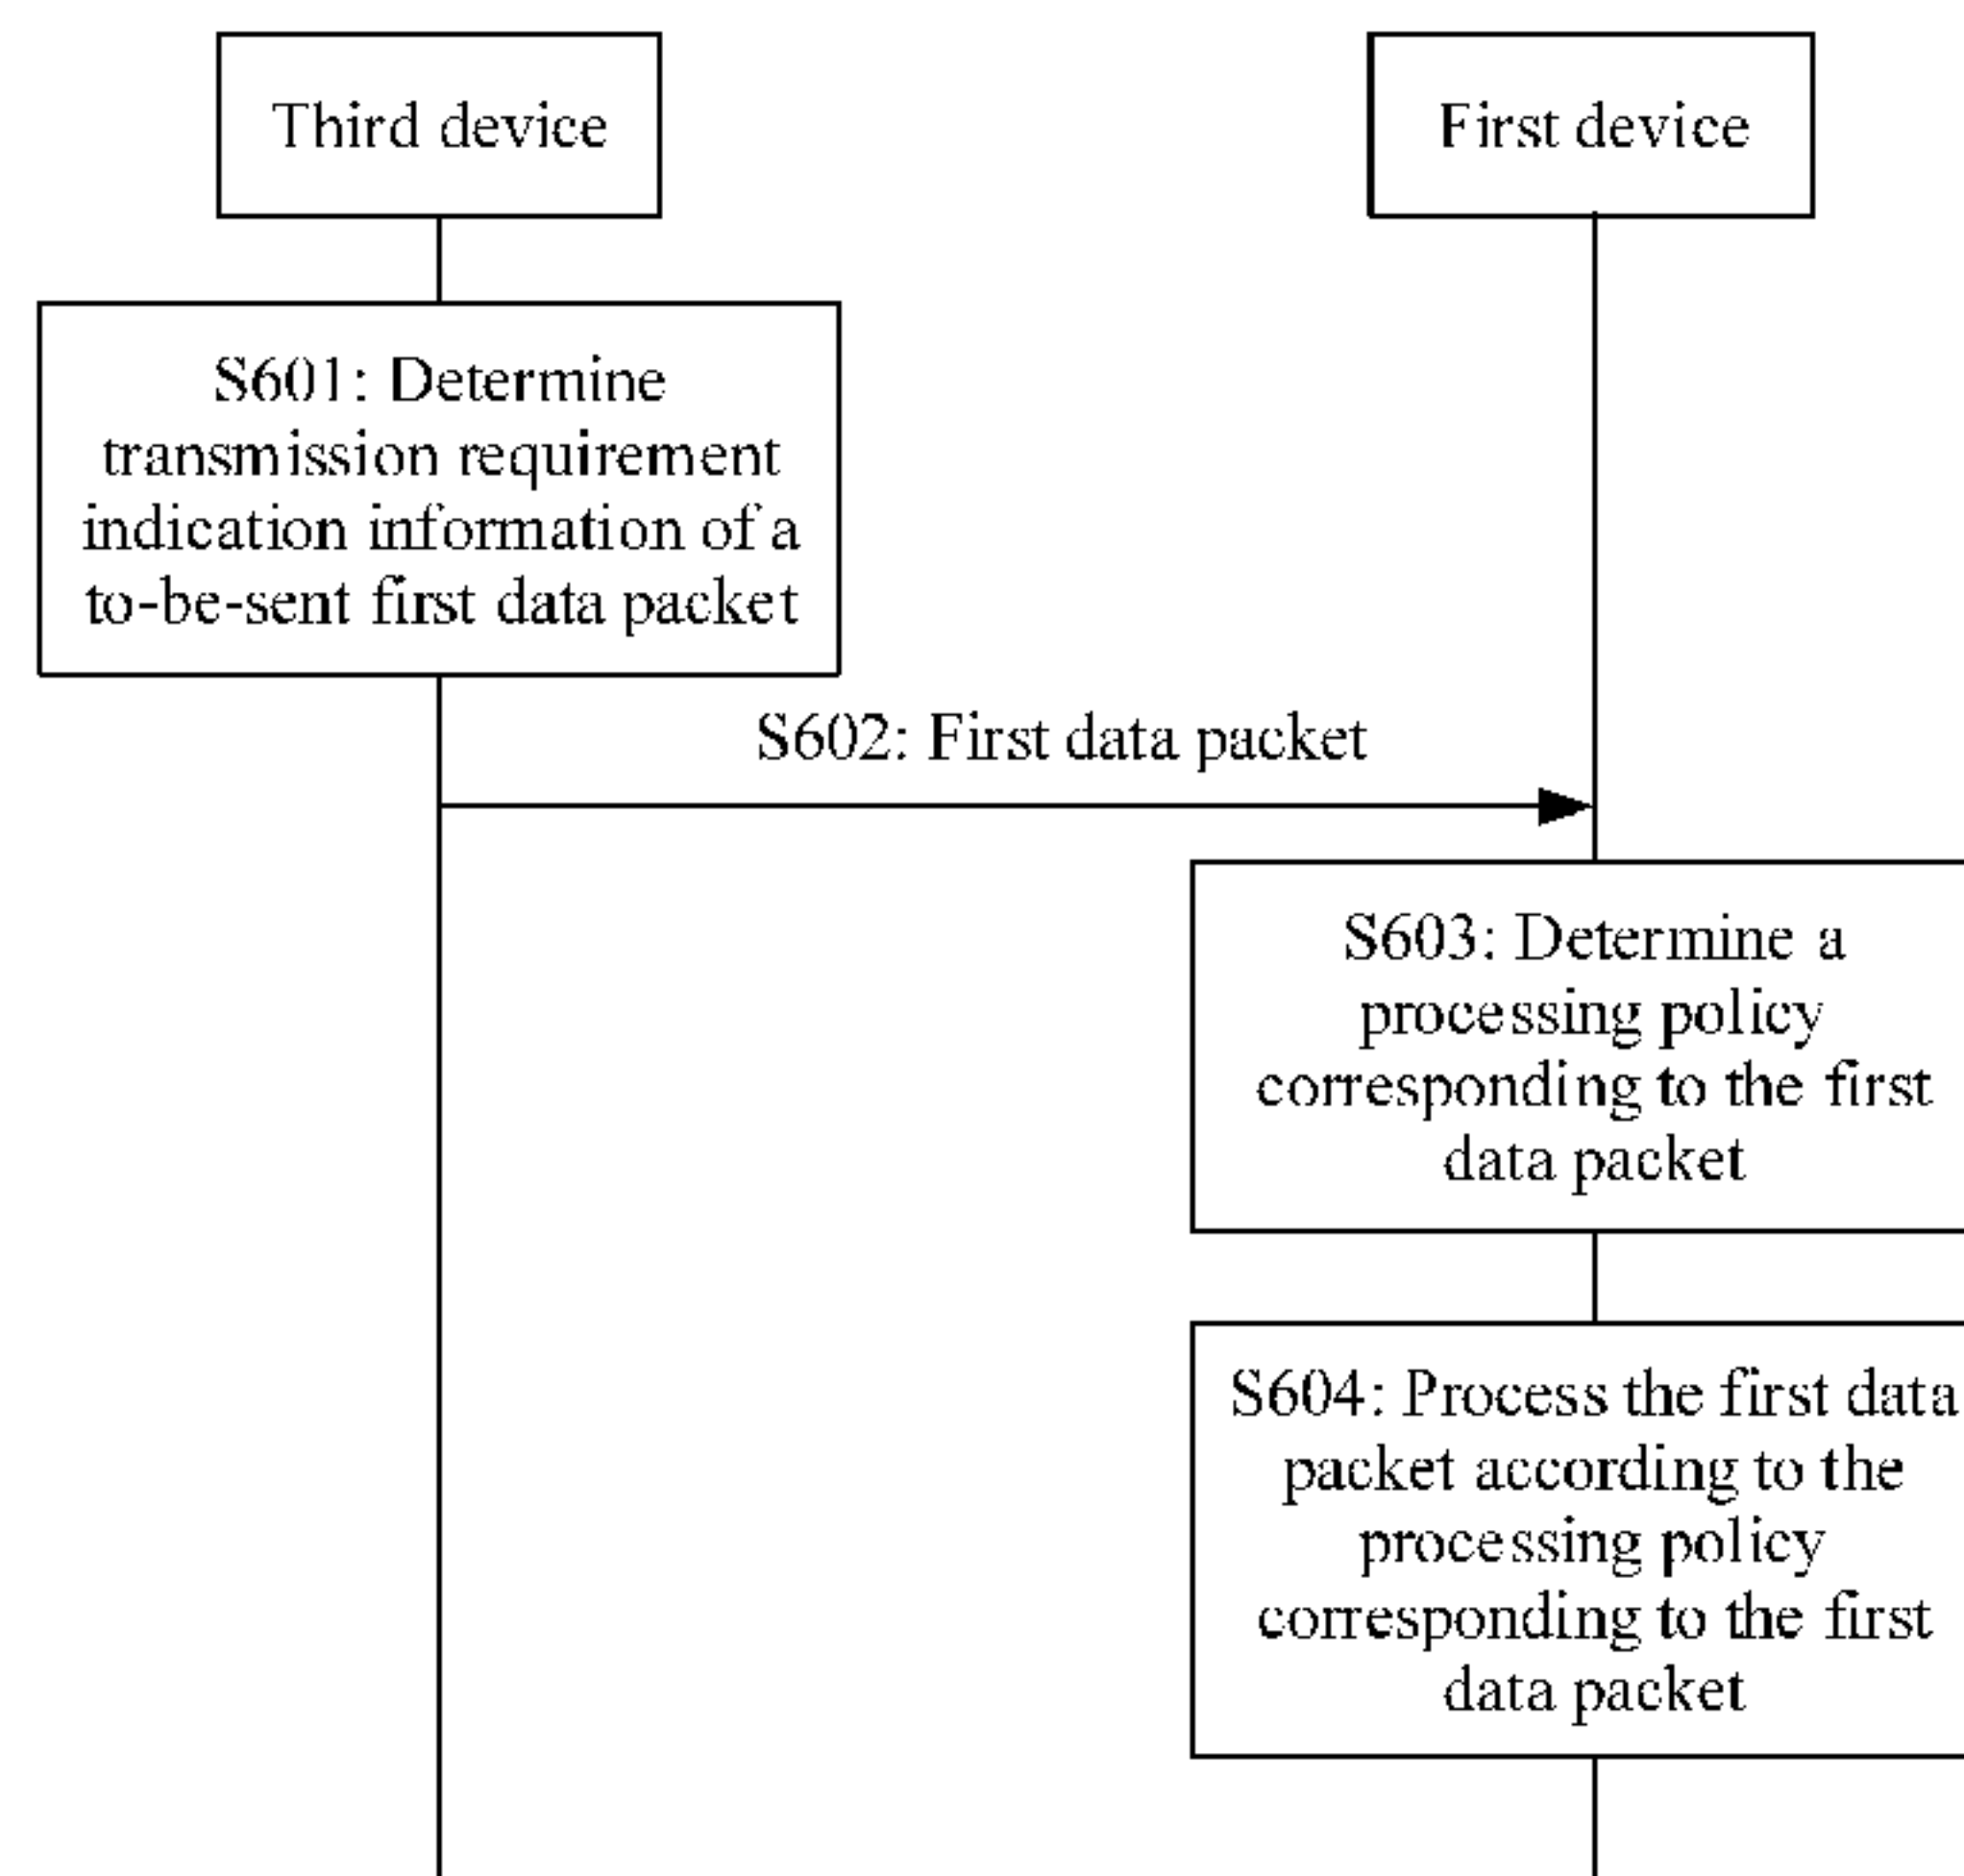 Third device
First device
S601: Determine
transmission requirement
indication information of a
to-be-sent first data packet
S602: First data packet
S603: Determine a
processing policy
corresponding to the first
data packet
S604: Process the first data
packet according to the
processing policy
corresponding to the first
data packet